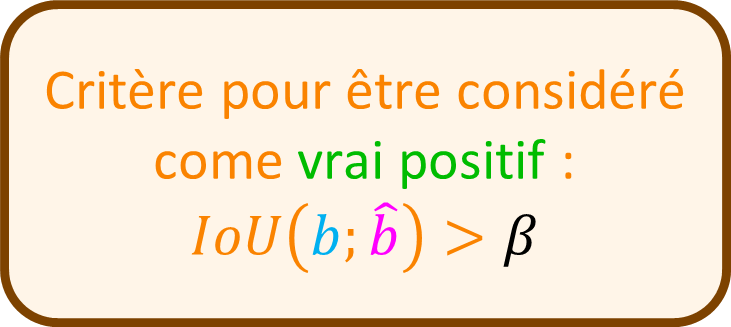 Critère pour être considéré
come vrai positif :
𝐼𝑜𝑈(𝑏; 𝑏̂) > 𝛽